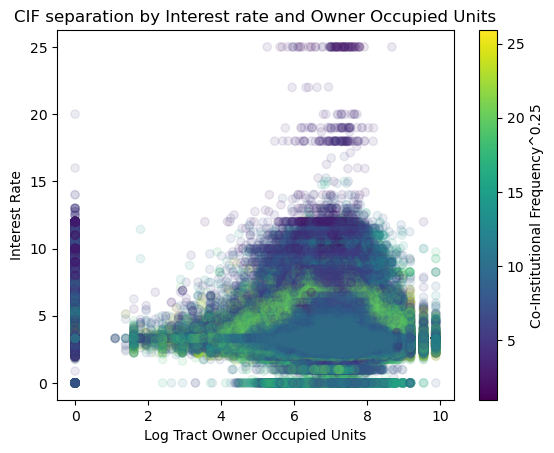 CIF separation by Interest rate and Owner Occupied Units
25
20
15
10
5
0
Interest Rate
0 2 4 6 8 10
Log Tract Owner Occupied Units
25
20
15
10
5
Co-Institutional Frequency^0.25